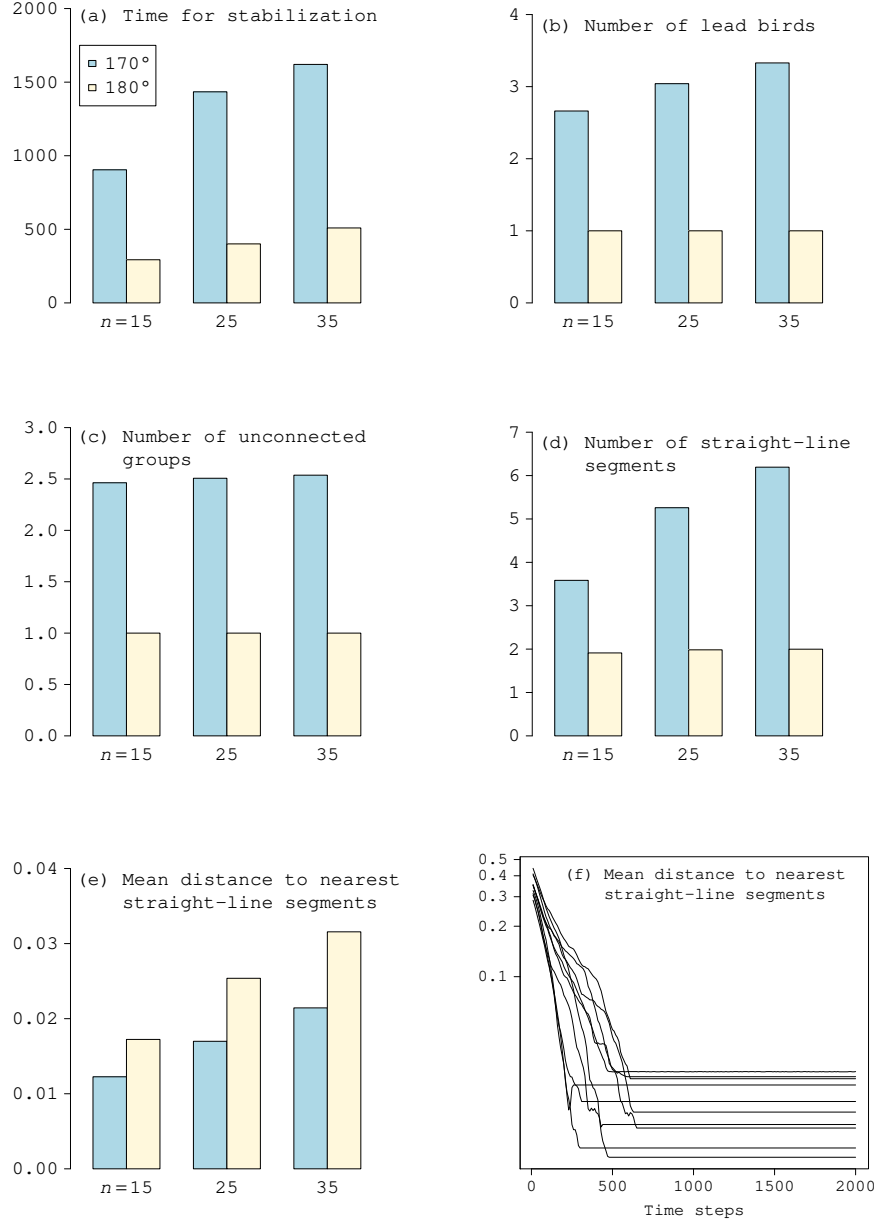 (a) Time for stabilization
2000
1500
1000
500
0
170°
180°
n=15 25 35
(b) Number of lead birds
4
3
2
1
0
n=15 25 35
(c) Number of unconnected
groups
3.0
2.5
2.0
1.5
1.0
0.5
0.0
n=15 25 35
(d) Number of straight-line
segments
7
6
5
4
3
2
1
0
n=15 25 35
(e) Mean distance to nearest
straight-line segments
0.04
0.03
0.02
0.01
0.00
n=15 25 35
(f) Mean distance to nearest
straight-line segments
0.5
0.4
0.3
0.2
0.1
0 500 1000 1500 2000
Time steps